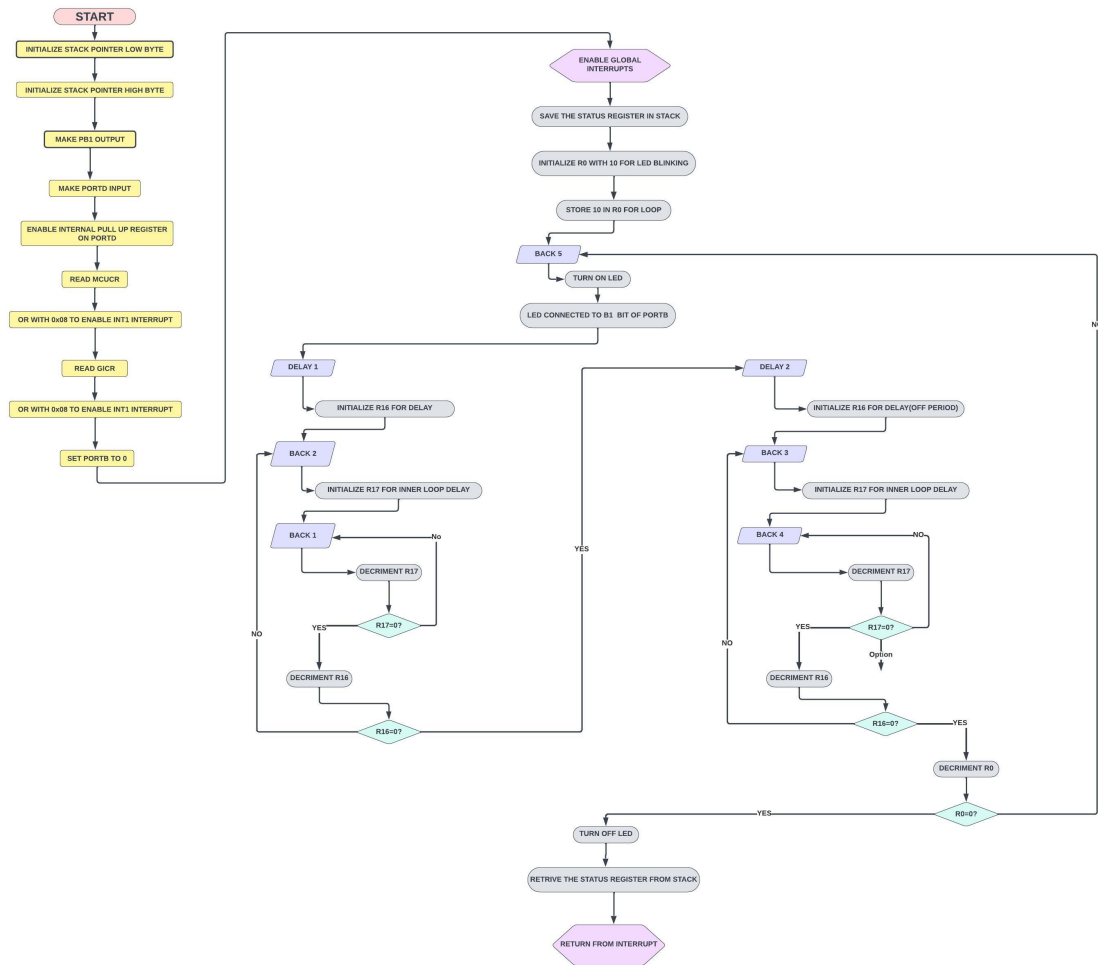 START
INITIALIZE STACK POINTER LOW BYTE
INITIALIZE STACK POINTER HIGH BYTE
MAKE PB1 OUTPUT
MAKE PORTD INPUT
ENABLE INTERNAL PULL UP REGISTER
ON PORTD
READ MCUCR
OR WITH 0x08 TO ENABLE INT1 INTERRUPT
READ GICR
OR WITH 0x08 TO ENABLE INT1 INTERRUPT
SET PORTB TO 0
ENABLE GLOBAL
INTERRUPTS
SAVE THE STATUS REGISTER IN STACK
INITIALIZE R0 WITH 10 FOR LED BLINKING
STORE 10 IN R0 FOR LOOP
BACK 5
TURN ON LED
LED CONNECTED TO B1 BIT OF PORTB
DELAY 1
INITIALIZE R16 FOR DELAY
BACK 2
INITIALIZE R17 FOR INNER LOOP DELAY
BACK 1
No
DECRIMENT R17
R17=0?
YES
NO
DECRIMENT R16
R16=0?
YES
DELAY 2
INITIALIZE R16 FOR DELAY(OFF PERIOD)
BACK 3
INITIALIZE R17 FOR INNER LOOP DELAY
BACK 4
NO
DECRIMENT R17
R17=0?
YES
Option
NO
DECRIMENT R16
R16=0?
YES
DECRIMENT R0
R0=0?
YES
TURN OFF LED
RETRIVE THE STATUS REGISTER FROM STACK
RETURN FROM INTERRUPT